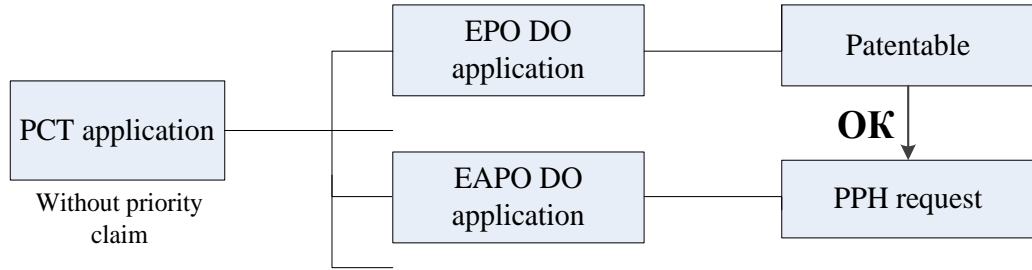 EPO DO
application
Patentable
PCT application
OK
Without priority
claim
EAPO DO
application
PPH request